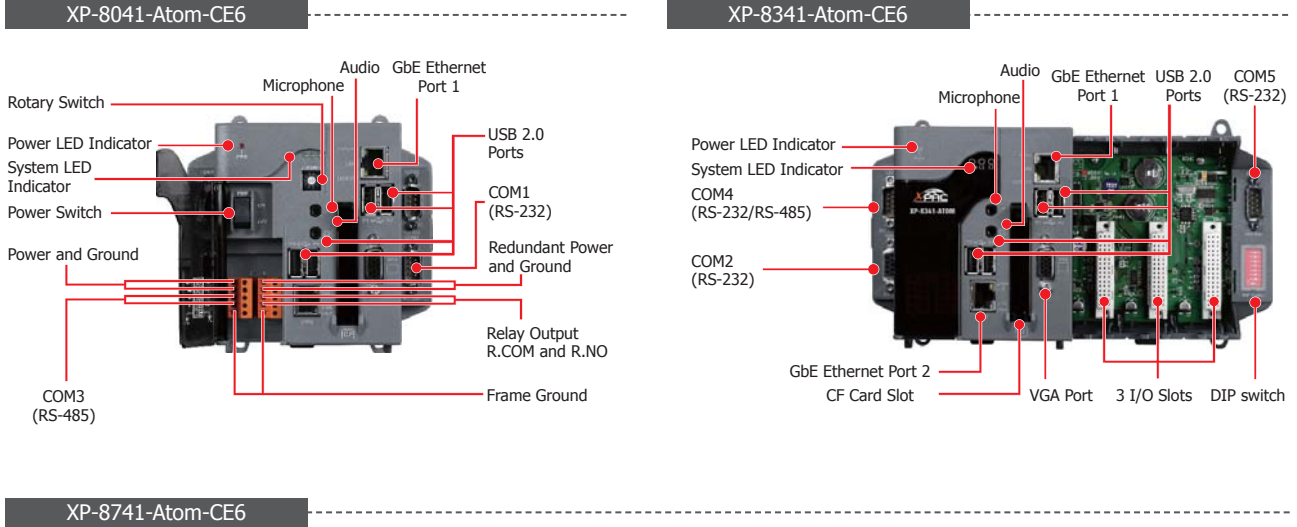 XP-8041-Atom-CE6
Audio
GbE Ethernet
Port 1
Microphone
Rotary Switch
Power LED Indicator
System LED
Indicator
Power Switch
Power and Ground
COM3
(RS-485)
USB 2.0
Ports
COM1
(RS-232)
Redundant Power
and Ground
Relay Output
R.COM and R.NO
Frame Ground
XP-8341-Atom-CE6
Audio
GbE Ethernet
Port 1
USB 2.0
Ports
COM5
(RS-232)
Microphone
Power LED Indicator
System LED Indicator
COM4
(RS-232/RS-485)
COM2
(RS-232)
XPAC
XP-8341-ATOM
GbE Ethernet Port 2
CF Card Slot
VGA Port
3 I/O Slots
DIP switch
XP-8741-Atom-CE6